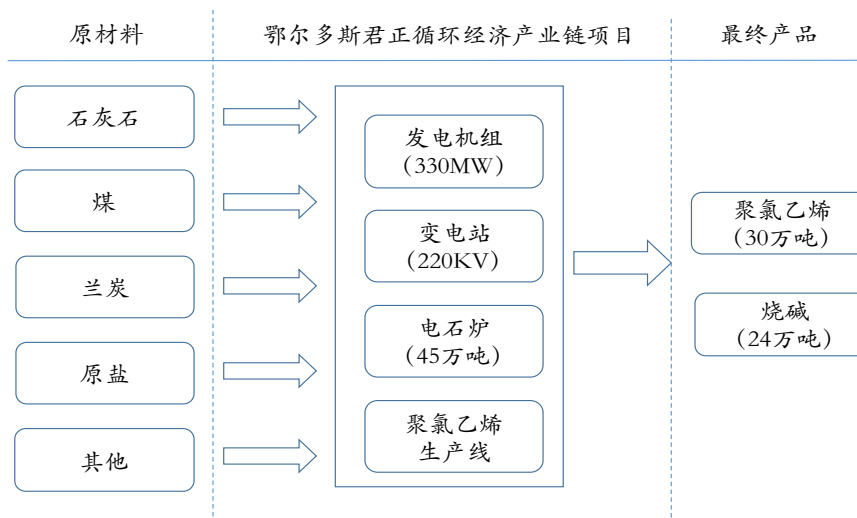 原材料
鄂尔多斯君正循环经济产业链项目
最终产品
石灰石
煤
兰炭
原盐
其他
发电机组
(330MW)
变电站
(220KV)
电石炉
(45万吨)
聚氯乙烯
生产线
聚氯乙烯
(30万吨)
烧碱
(24万吨)